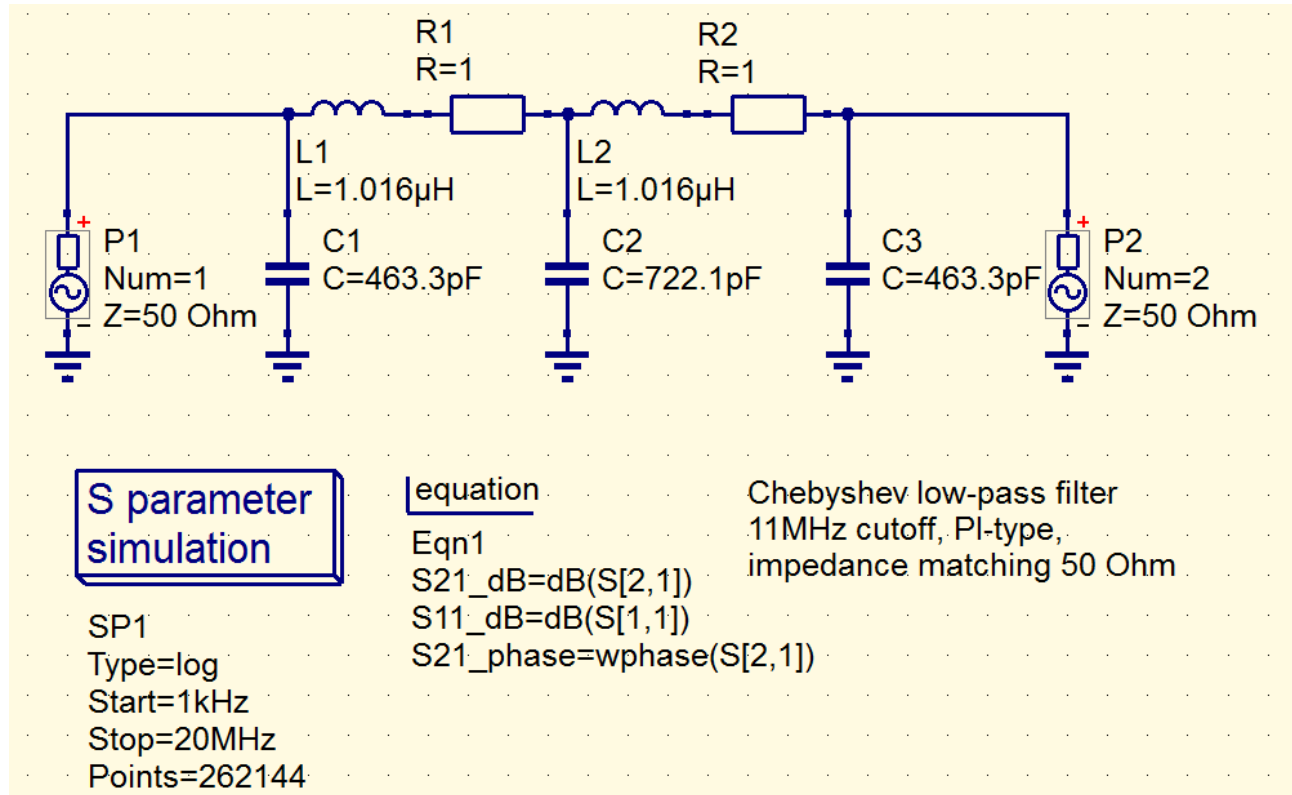 R1
R=1
R2
R=1
L1
L=1.016µH
L2
L=1.016µH
P1
Num=1
Z=50 Ohm
C1
C=463.3pF
C2
C=722.1pF
C3
C=463.3pF
P2
Num=2
Z=50 Ohm
S parameter
simulation
SP1
Type=log
Start=1kHz
Stop=20MHz
Points=262144
equation
Eqn1
S21_dB=dB(S[2,1])
S11_dB=dB(S[1,1])
S21_phase=wphase(S[2,1])
Chebyshev low-pass filter
11MHz cutoff, PI-type,
impedance matching 50 Ohm